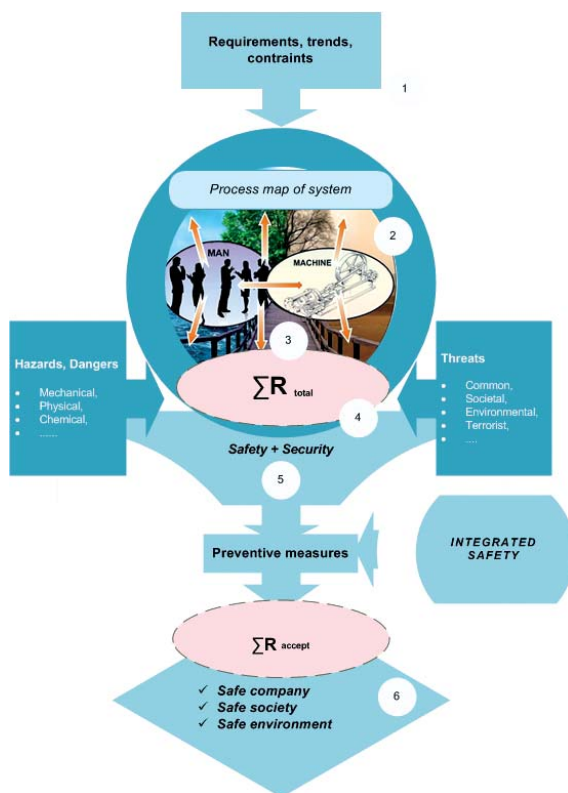 Requirements, trends,
contraints
1
Process map of system
2
MAN
MACHINE
3
∑R total
4
Hazards, Dangers
• Mechanical,
• Physical,
• Chemical,
• ......
Threats
• Common,
• Societal,
• Environmental,
• Terrorist,
• ....
Safety + Security
5
Preventive measures
INTEGRATED
SAFETY
∑R accept
6
✓ Safe company
✓ Safe society
✓ Safe environment